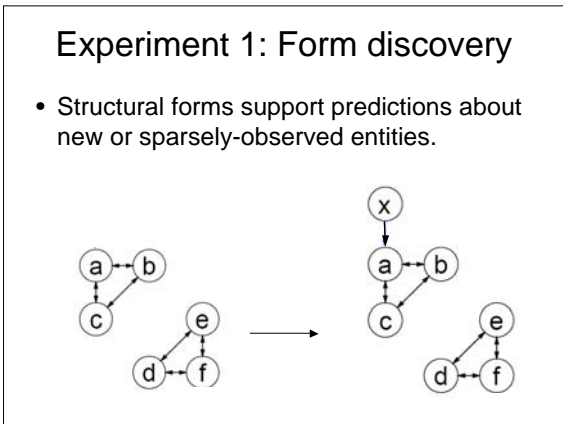 Experiment 1: Form discovery
• Structural forms support predictions about
new or sparsely-observed entities.
x
a b a b
c e c e
d f d f